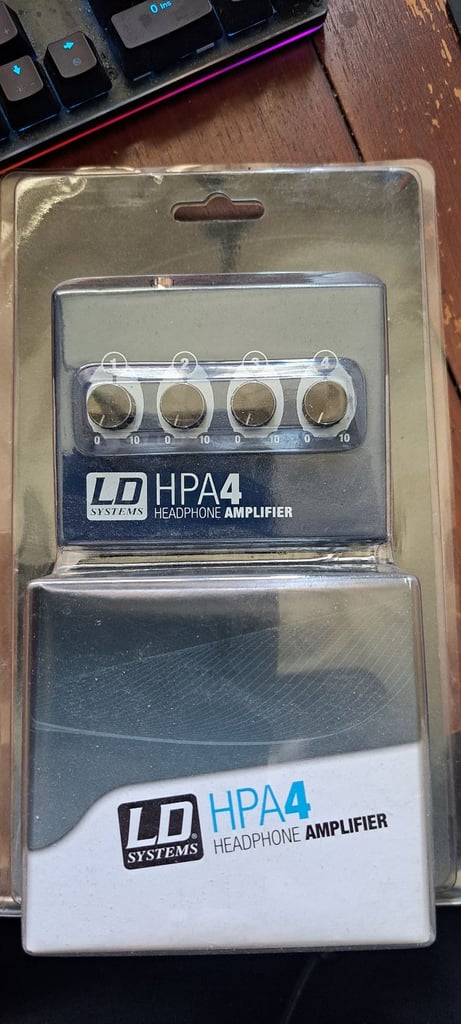 0 Ins
1 2 3 4
0 10 0 10 0 10 0 10
LD SYSTEMS
HPA4
HEADPHONE AMPLIFIER
LD® SYSTEMS
HPA4
HEADPHONE AMPLIFIER